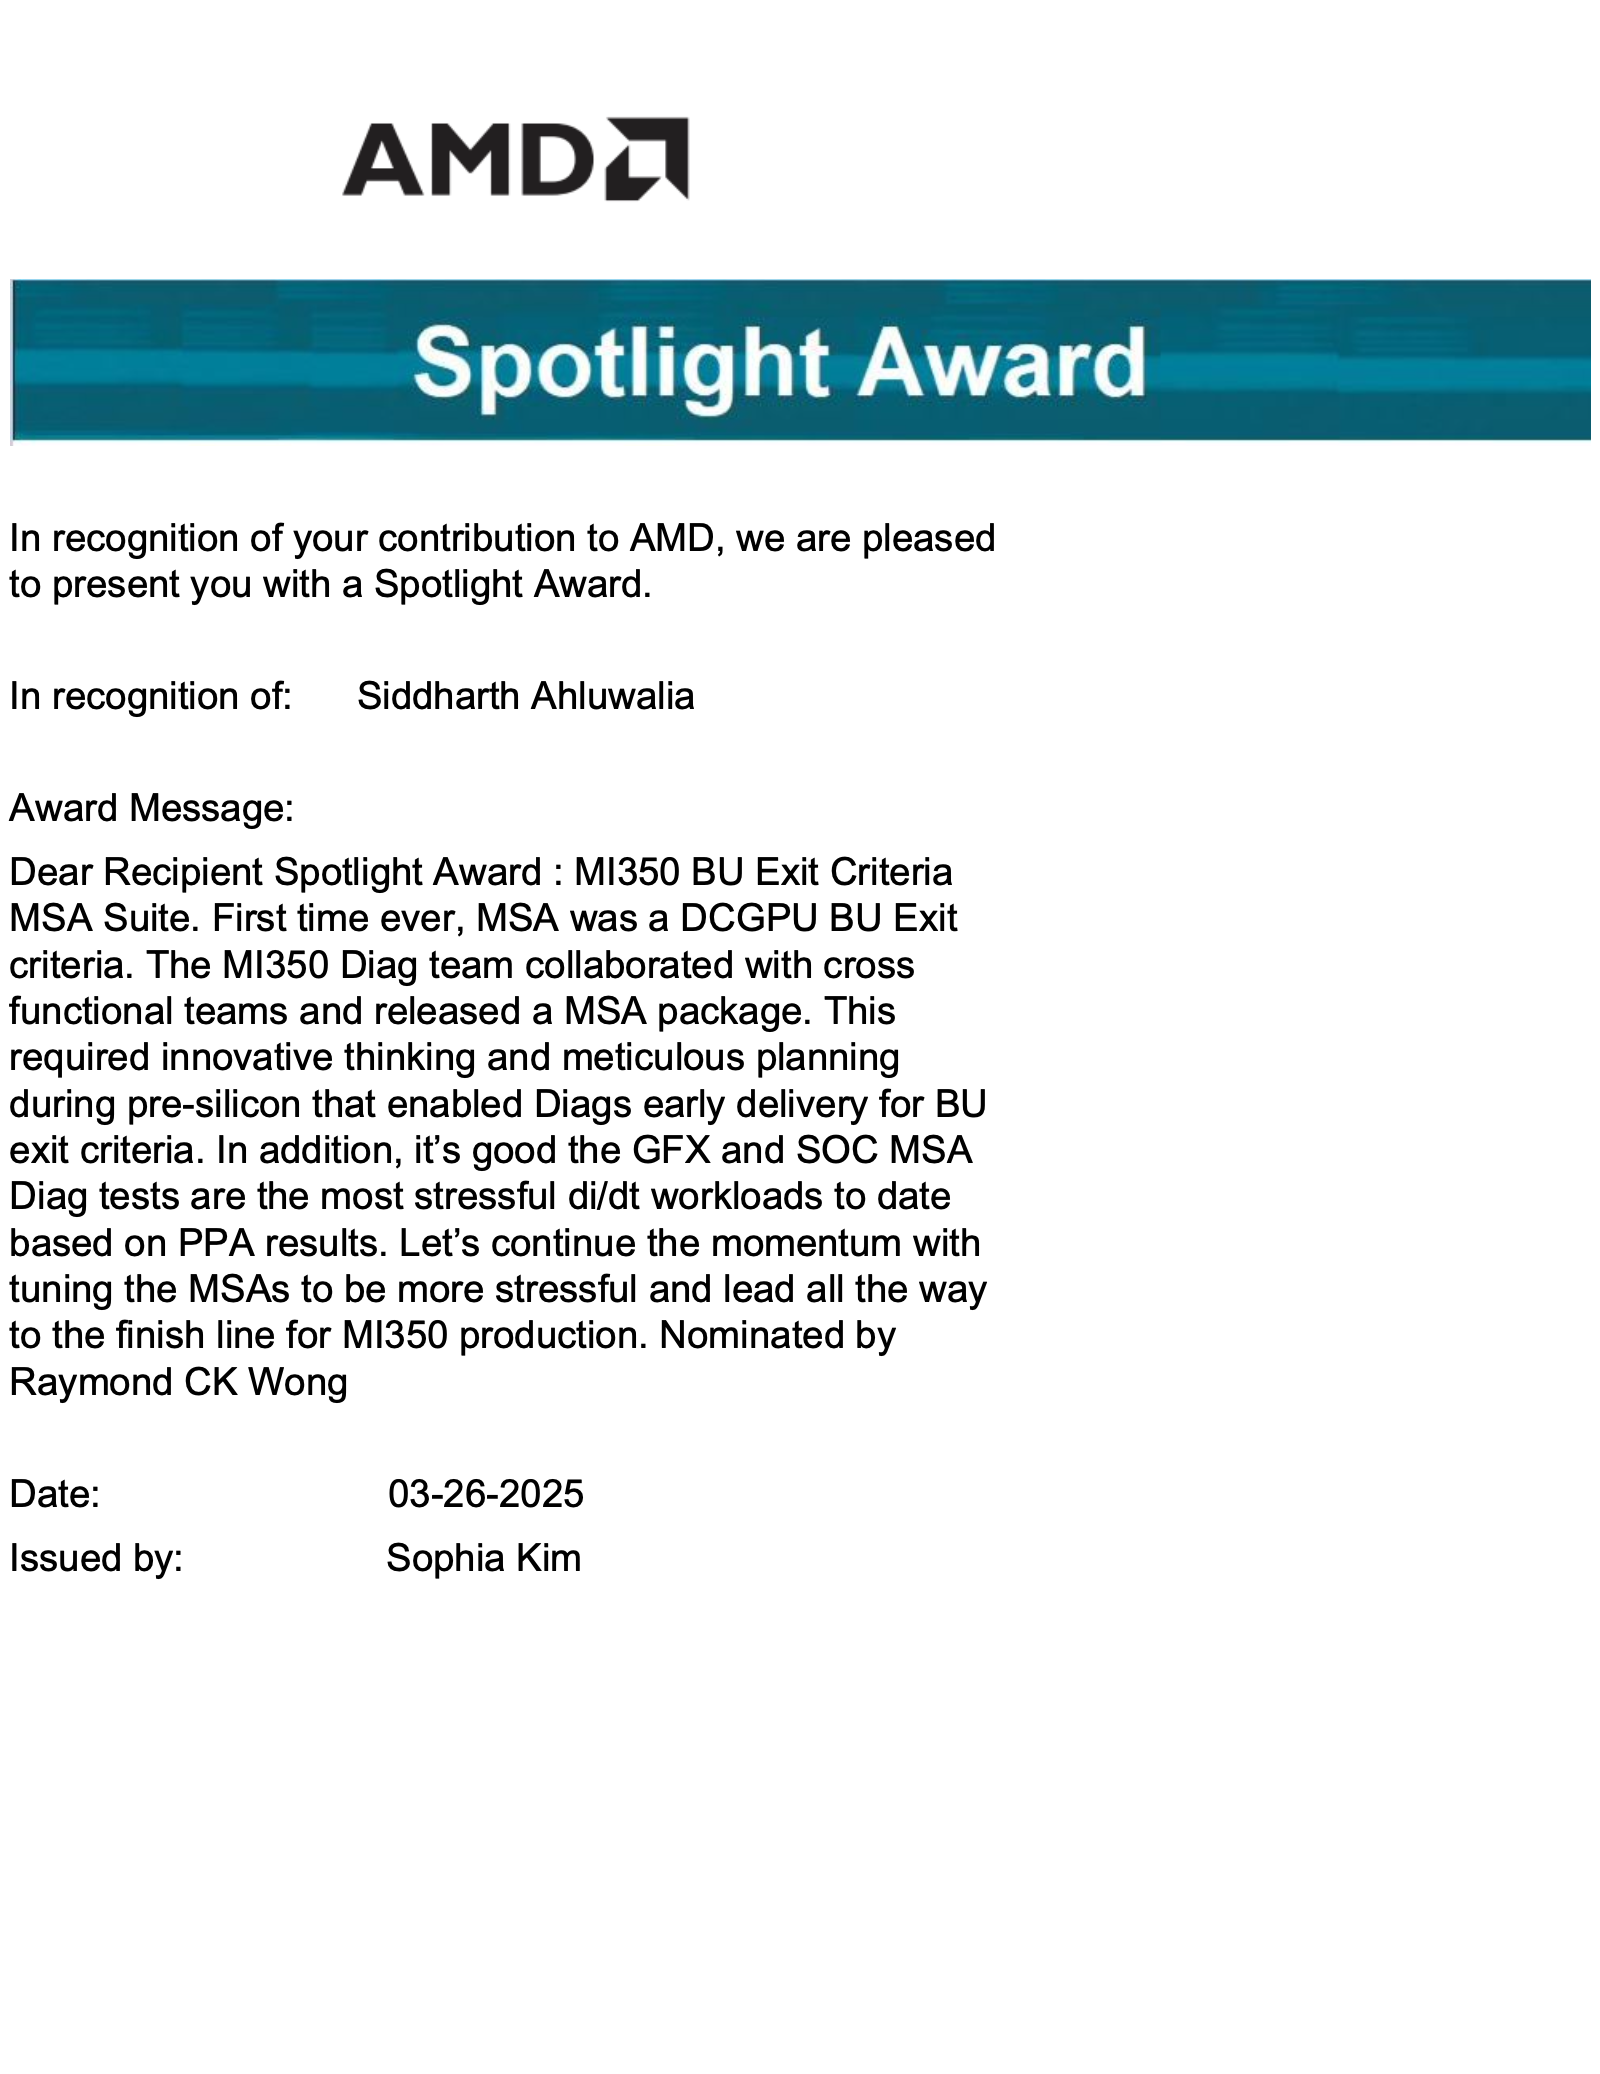 AMD
Spotlight Award
In recognition of your contribution to AMD, we are pleased
to present you with a Spotlight Award.
In recognition of: Siddharth Ahluwalia
Award Message:
Dear Recipient Spotlight Award : MI350 BU Exit Criteria
MSA Suite. First time ever, MSA was a DCGPU BU Exit
criteria. The MI350 Diag team collaborated with cross
functional teams and released a MSA package. This
required innovative thinking and meticulous planning
during pre-silicon that enabled Diags early delivery for BU
exit criteria. In addition, it’s good the GFX and SOC MSA
Diag tests are the most stressful di/dt workloads to date
based on PPA results. Let’s continue the momentum with
tuning the MSAs to be more stressful and lead all the way
to the finish line for MI350 production. Nominated by
Raymond CK Wong
Date: 03-26-2025
Issued by: Sophia Kim